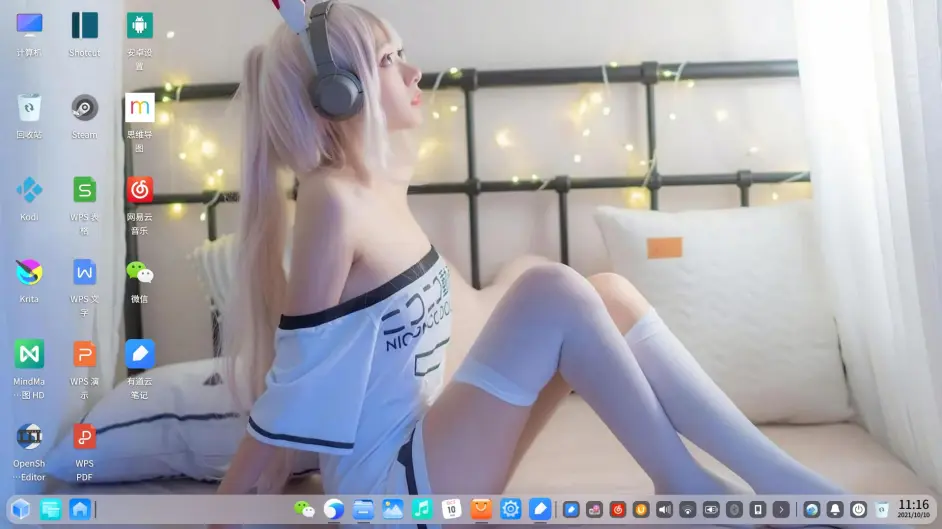 计算机
Shotcut
安卓设
置
回收站
Steam
思维导
图
Kodi
WPS 表
格
网易云
音乐
Krita
WPS 文
字
微信
MindMa
…图 HD
WPS 演
示
有道云
笔记
OpenSh
…Editor
WPS
PDF
10
11:16
2021/10/10